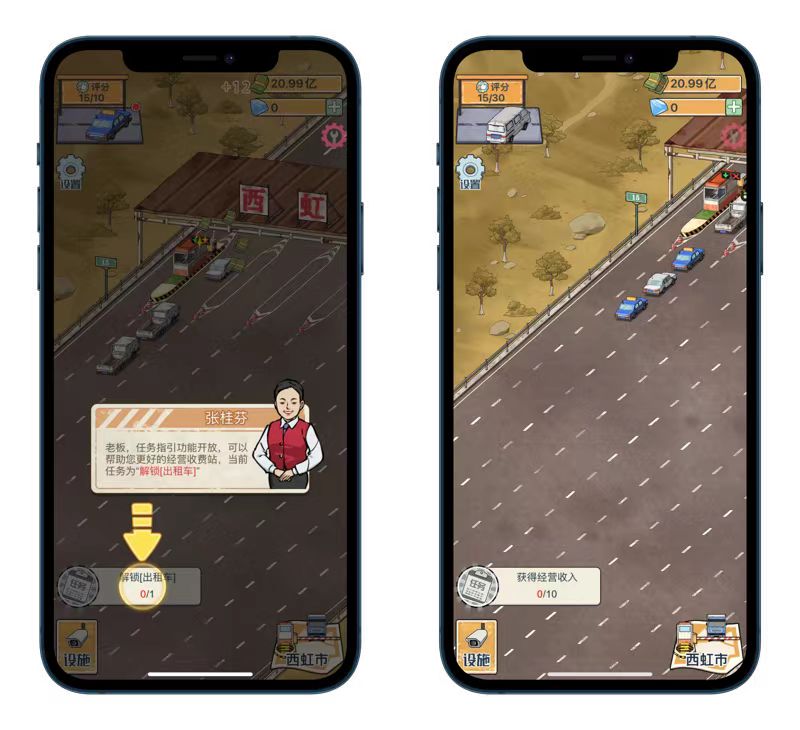 评分
15/10
+12
20.99亿
0
设置
西 虹
15
张桂芬
老板，任务指引功能开放，可以
帮助您更好的经营收费站，当前
任务为“解锁[出租车]”
任务
解锁[出租车]
0/1
设施
西虹市
评分
15/30
20.99亿
0
设置
15
任务
获得经营收入
0/10
设施
西虹市